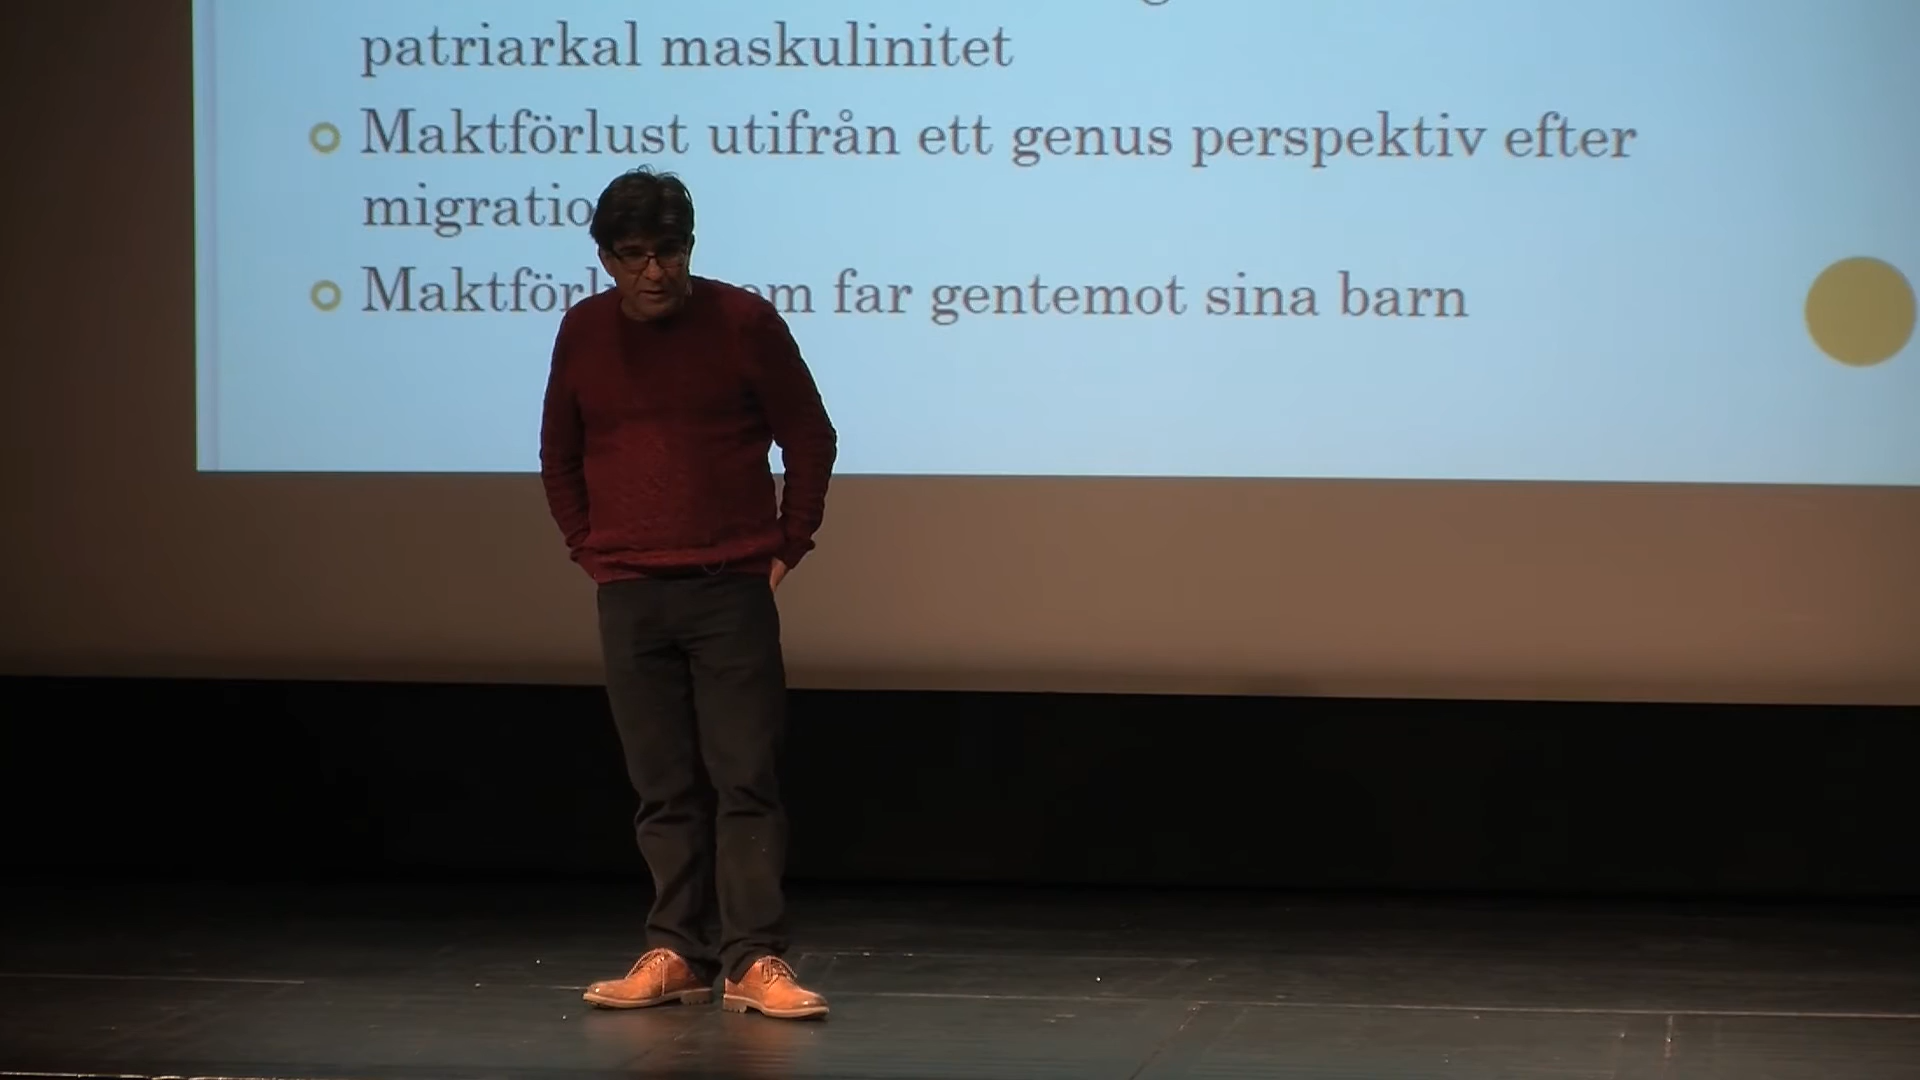 patriarkal maskulinitet
Maktförlust utifrån ett genus perspektiv efter
migratio
Maktförl om far gentemot sina barn